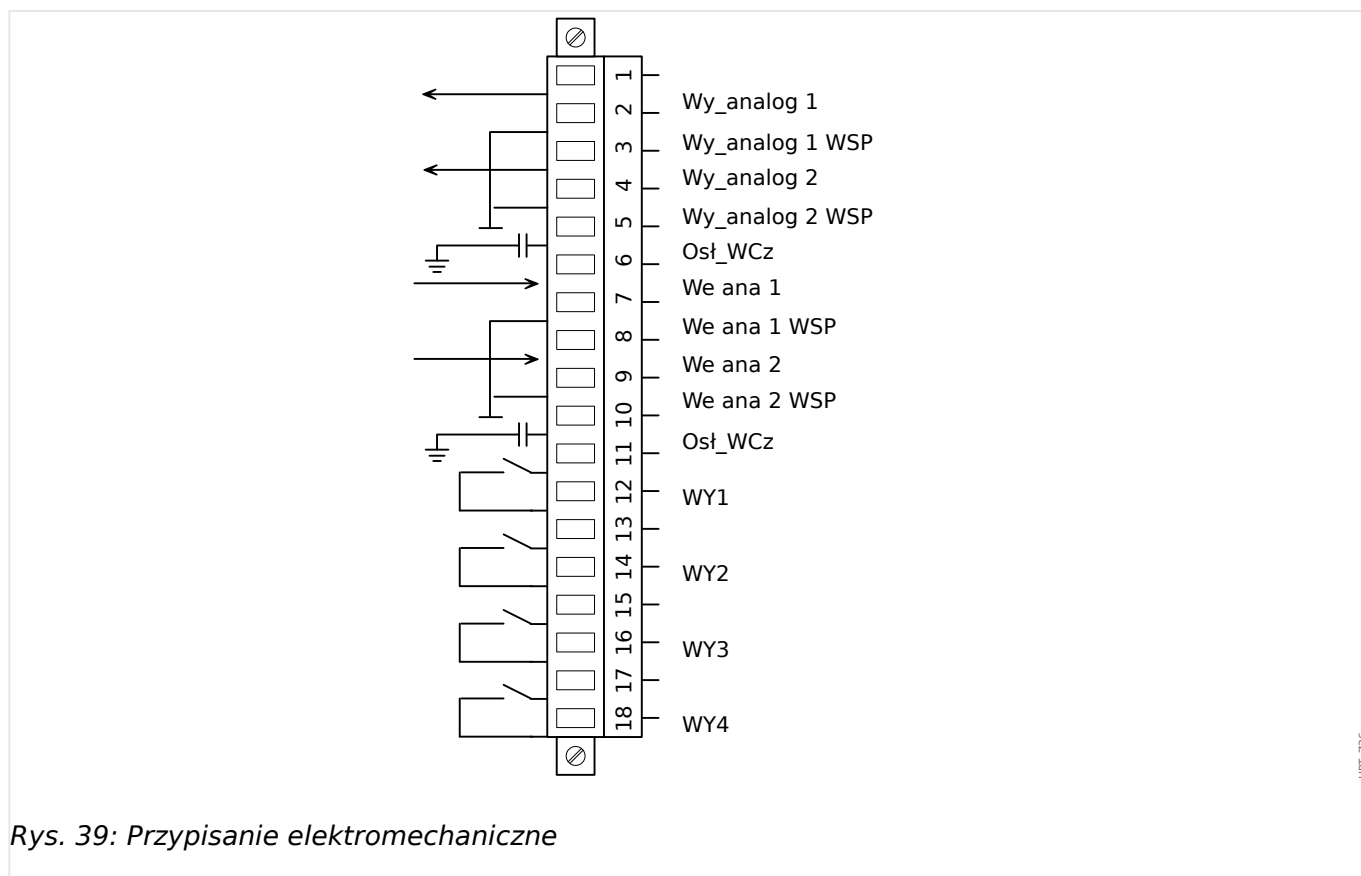 1
2
Wy_analog 1
3
Wy_analog 1 WSP
4
Wy_analog 2
5
Wy_analog 2 WSP
6
Osł_WCz
7
We ana 1
8
We ana 1 WSP
9
We ana 2
10
We ana 2 WSP
11
Osł_WCz
12
WY1
13
14
WY2
15
16
WY3
17
18
WY4
Rys. 39: Przypisanie elektromechaniczne